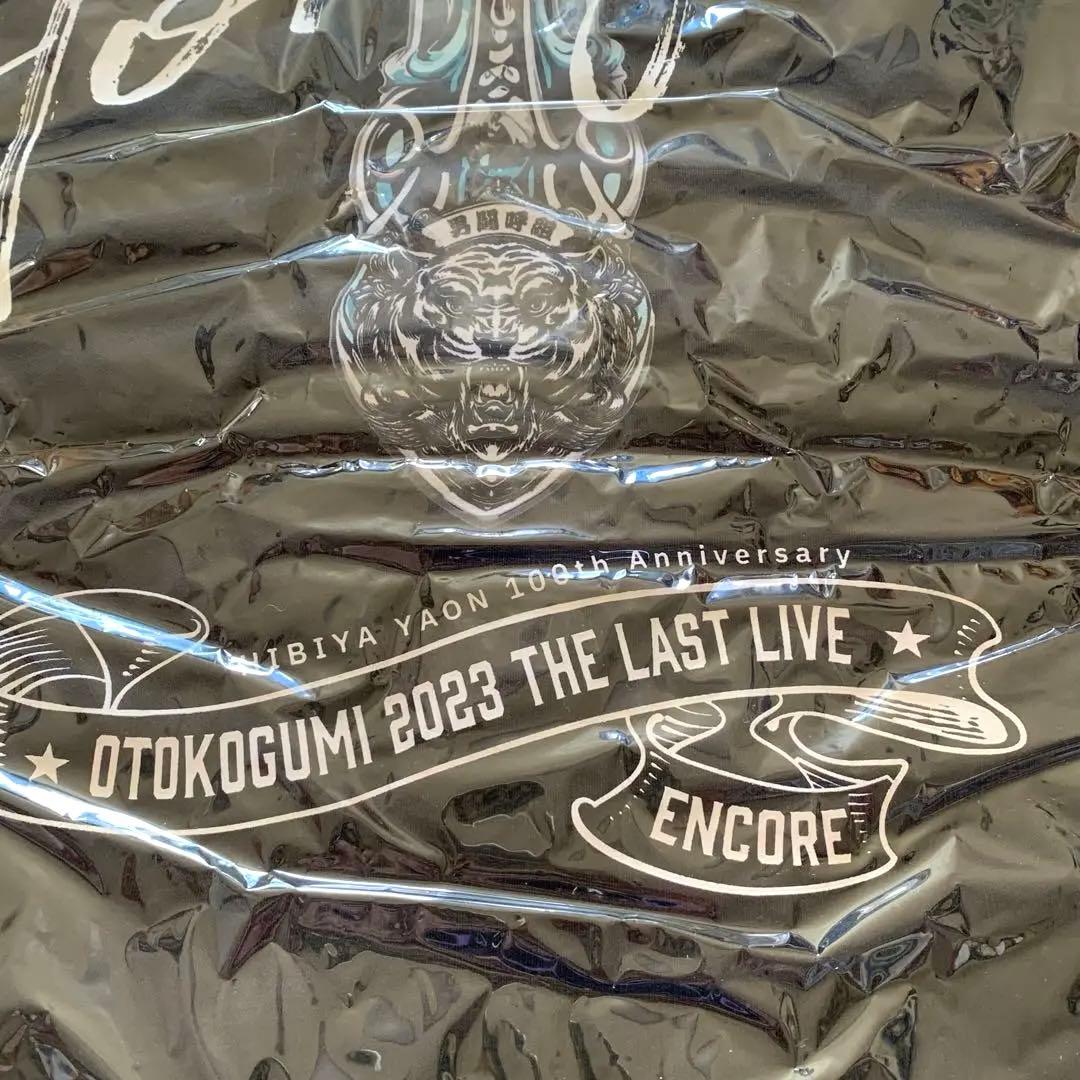 男闘呼組
HIBIYA YAON 100th Anniversary
OTOKOGUMI 2023 THE LAST LIVE
ENCORE